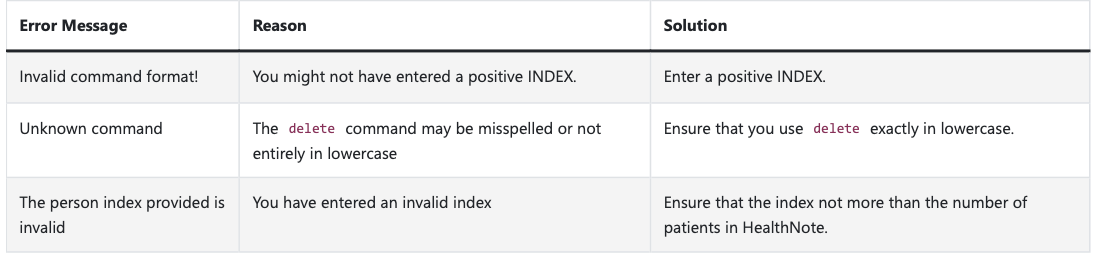 Error Message Reason Solution
Invalid command format! You might not have entered a positive INDEX. Enter a positive INDEX.
Unknown command The delete command may be misspelled or not entirely in lowercase Ensure that you use delete exactly in lowercase.
The person index provided is invalid You have entered an invalid index Ensure that the index not more than the number of patients in HealthNote.